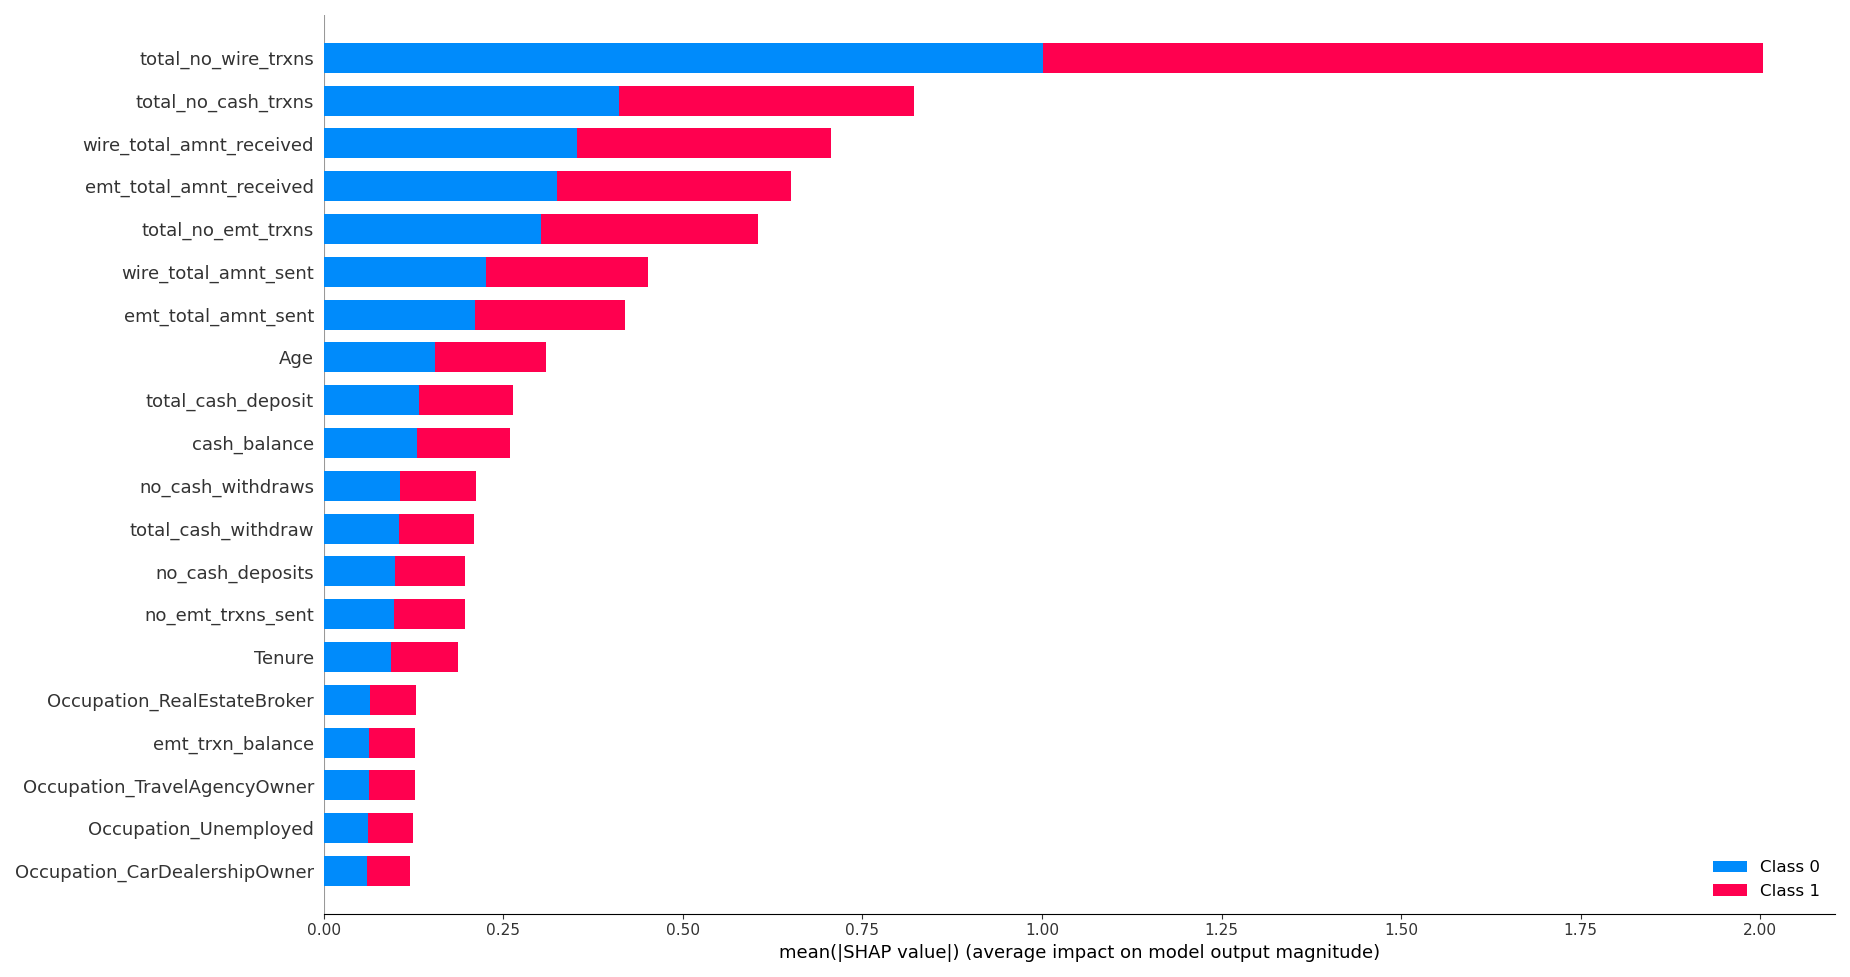 total_no_wire_trxns
total_no_cash_trxns
wire_total_amnt_received
emt_total_amnt_received
total_no_emt_trxns
wire_total_amnt_sent
emt_total_amnt_sent
Age
total_cash_deposit
cash_balance
no_cash_withdraws
total_cash_withdraw
no_cash_deposits
no_emt_trxns_sent
Tenure
Occupation_RealEstateBroker
emt_trxn_balance
Occupation_TravelAgencyOwner
Occupation_Unemployed
Occupation_CarDealershipOwner
Class 0
Class 1
0.00 0.25 0.50 0.75 1.00 1.25 1.50 1.75 2.00
mean(|SHAP value|) (average impact on model output magnitude)